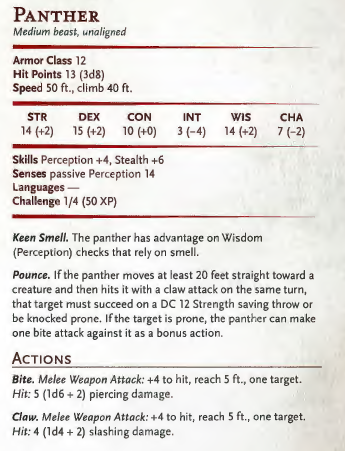 PANTHER
Medium beast, unaligned
Armor Class 12
Hit Points 13 (3d8)
Speed 50 ft., climb 40 ft.
STR DEX CON INT WIS CHA
14 (+2) 15 (+2) 10 (+0) 3 (−4) 14 (+2) 7 (−2)
Skills Perception +4, Stealth +6
Senses passive Perception 14
Languages —
Challenge 1/4 (50 XP)
Keen Smell. The panther has advantage on Wisdom
(Perception) checks that rely on smell.
Pounce. If the panther moves at least 20 feet straight toward a
creature and then hits it with a claw attack on the same turn,
that target must succeed on a DC 12 Strength saving throw or
be knocked prone. If the target is prone, the panther can make
one bite attack against it as a bonus action.
ACTIONS
Bite. Melee Weapon Attack: +4 to hit, reach 5 ft., one target.
Hit: 5 (1d6 + 2) piercing damage.
Claw. Melee Weapon Attack: +4 to hit, reach 5 ft., one target.
Hit: 4 (1d4 + 2) slashing damage.